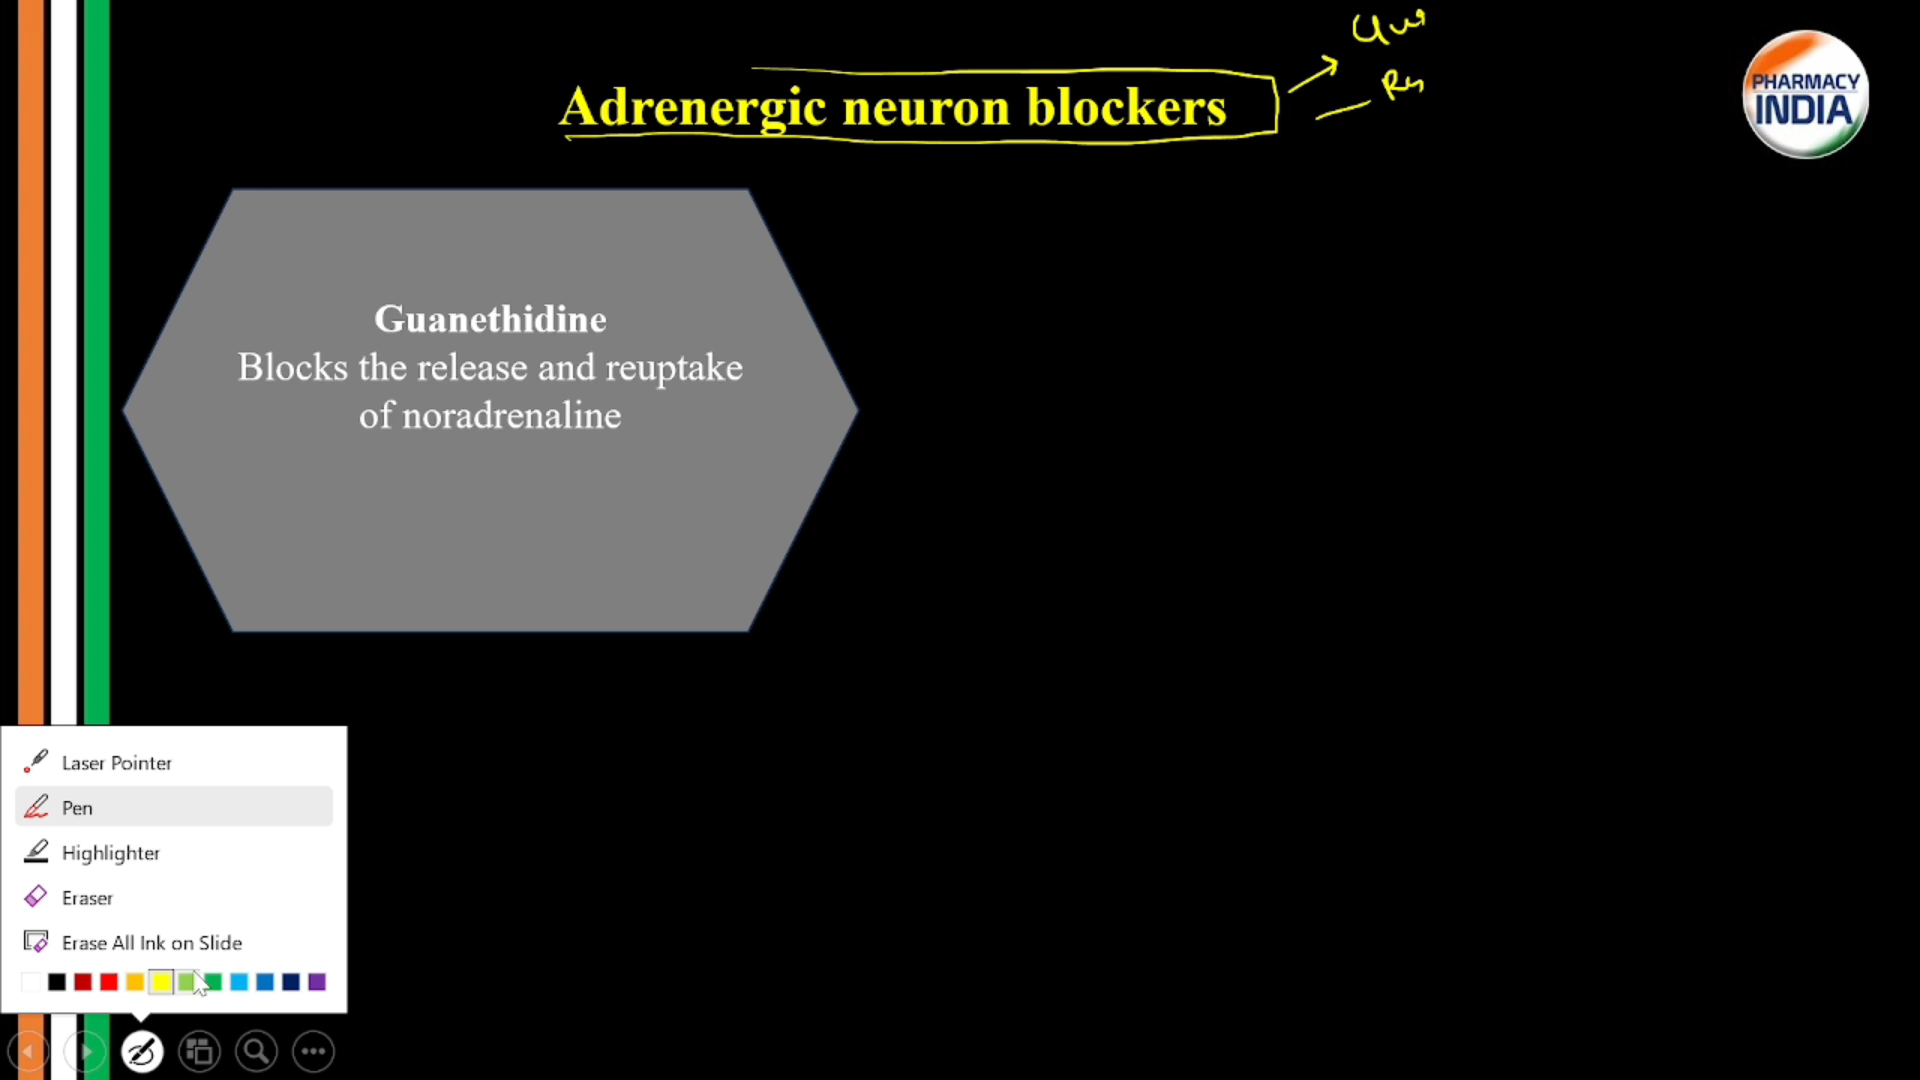 Adrenergic neuron blockers
PHARMACY
INDIA
Guanethidine
Blocks the release and reuptake
of noradrenaline
Laser Pointer
Pen
Highlighter
Eraser
Erase All Ink on Slide